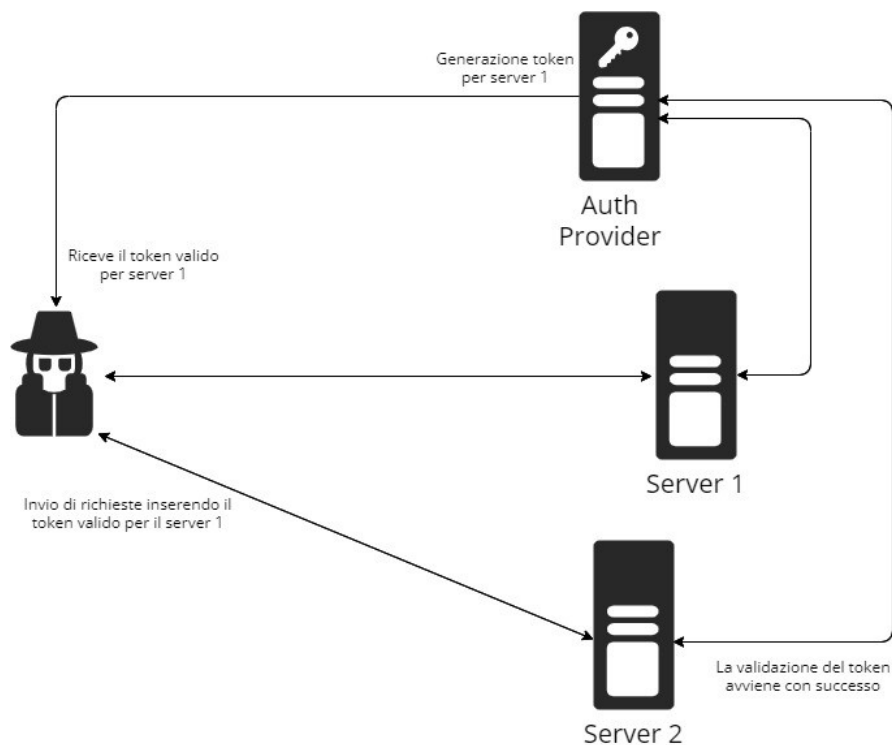 Generazione token
per server 1
Auth
Provider
Riceve il token valido
per server 1
Server 1
Invio di richieste inserendo il
token valido per il server 1
La validazione del token
avviene con successo
Server 2